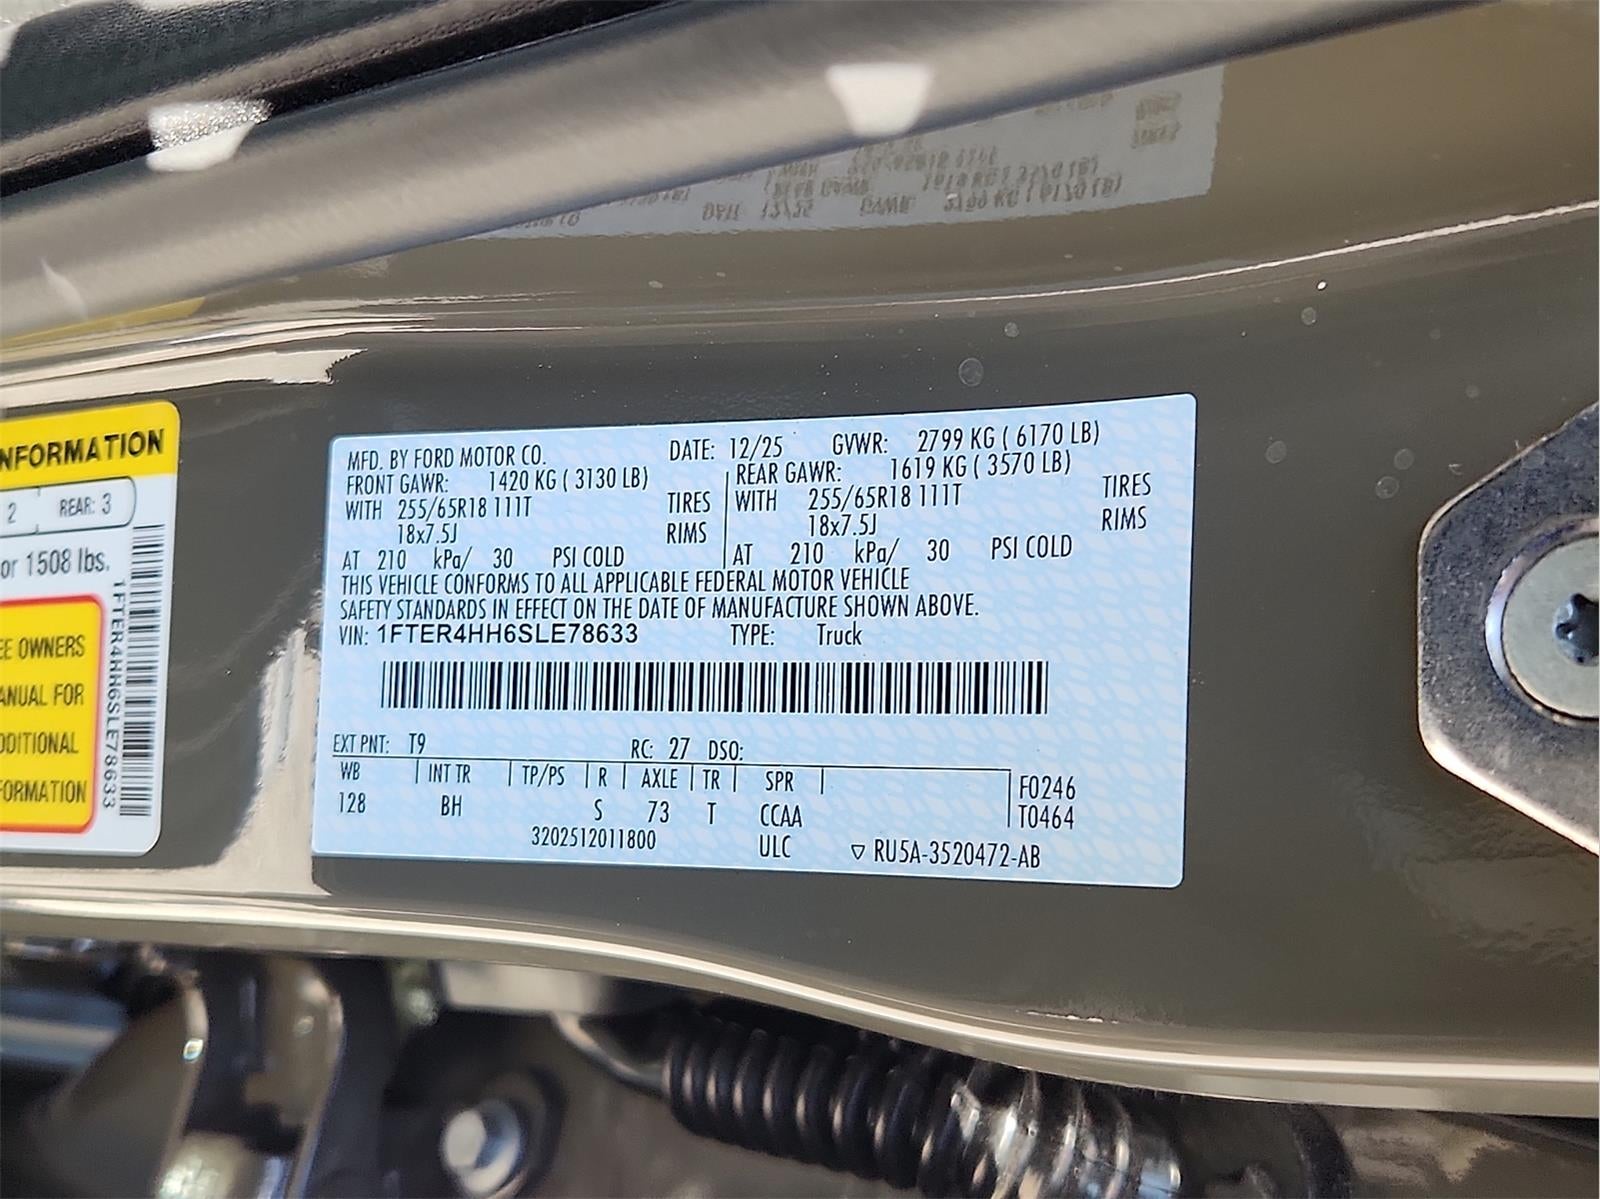 NFORMATION
2 REAR: 3
or 1508 lbs.
EE OWNERS
ANUAL FOR
DDITIONAL
FORMATION
1FTER4HH6SLE78633
MFD. BY FORD MOTOR CO. DATE: 12/25 GVWR: 2799 KG ( 6170 LB)
FRONT GAWR: 1420 KG ( 3130 LB) REAR GAWR: 1619 KG ( 3570 LB)
WITH 255/65R18 111T TIRES WITH 255/65R18 111T TIRES
18x7.5J RIMS 18x7.5J RIMS
AT 210 kPa/ 30 PSI COLD AT 210 kPa/ 30 PSI COLD
THIS VEHICLE CONFORMS TO ALL APPLICABLE FEDERAL MOTOR VEHICLE
SAFETY STANDARDS IN EFFECT ON THE DATE OF MANUFACTURE SHOWN ABOVE.
VIN: 1FTER4HH6SLE78633 TYPE: Truck
EXT PNT: T9 RC: 27 DSO:
WB INT TR TP/PS R AXLE TR SPR F0246
128 BH S 73 T CCAA T0464
3202512011800 ULC ▽ RU5A-3520472-AB